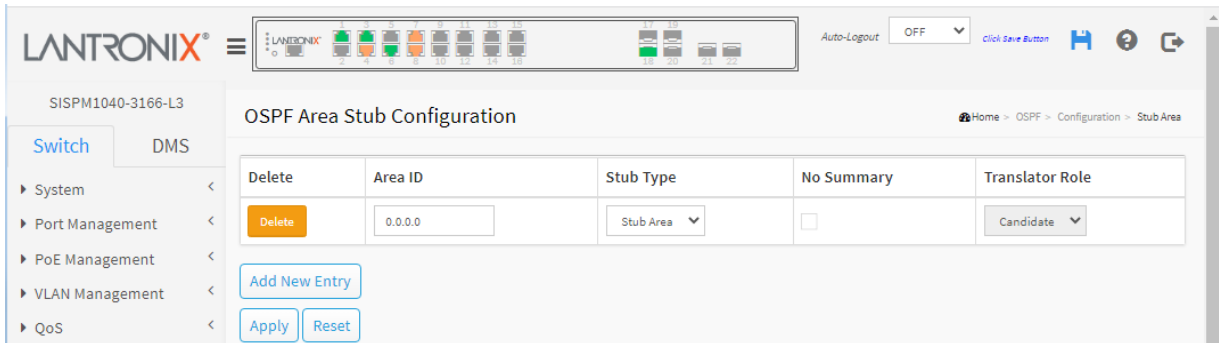 1 3 5 7 9 11 13 15 17 19
LANTRONIX
2 4 6 8 10 12 14 16 18 20 21 22
LANTRONIX®
Auto-Logout OFF Click Save Button
SISPM1040-3166-L3
Switch DMS
System
Port Management
PoE Management
VLAN Management
QoS
OSPF Area Stub Configuration
Home > OSPF > Configuration > Stub Area
Delete Area ID Stub Type No Summary Translator Role
Delete 0.0.0.0 Stub Area Candidate
Add New Entry
Apply Reset